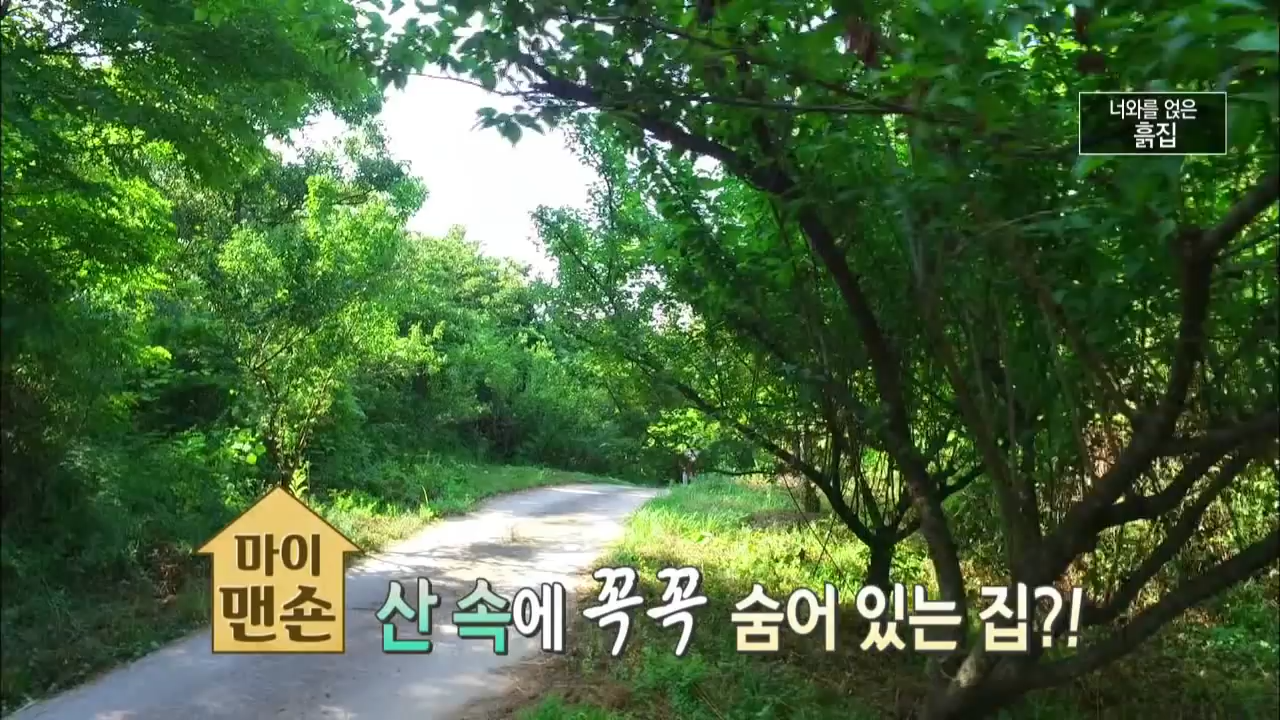 너와를 얹은
흙집
마이
맨숀
산 속에 꼭꼭 숨어 있는 집?!